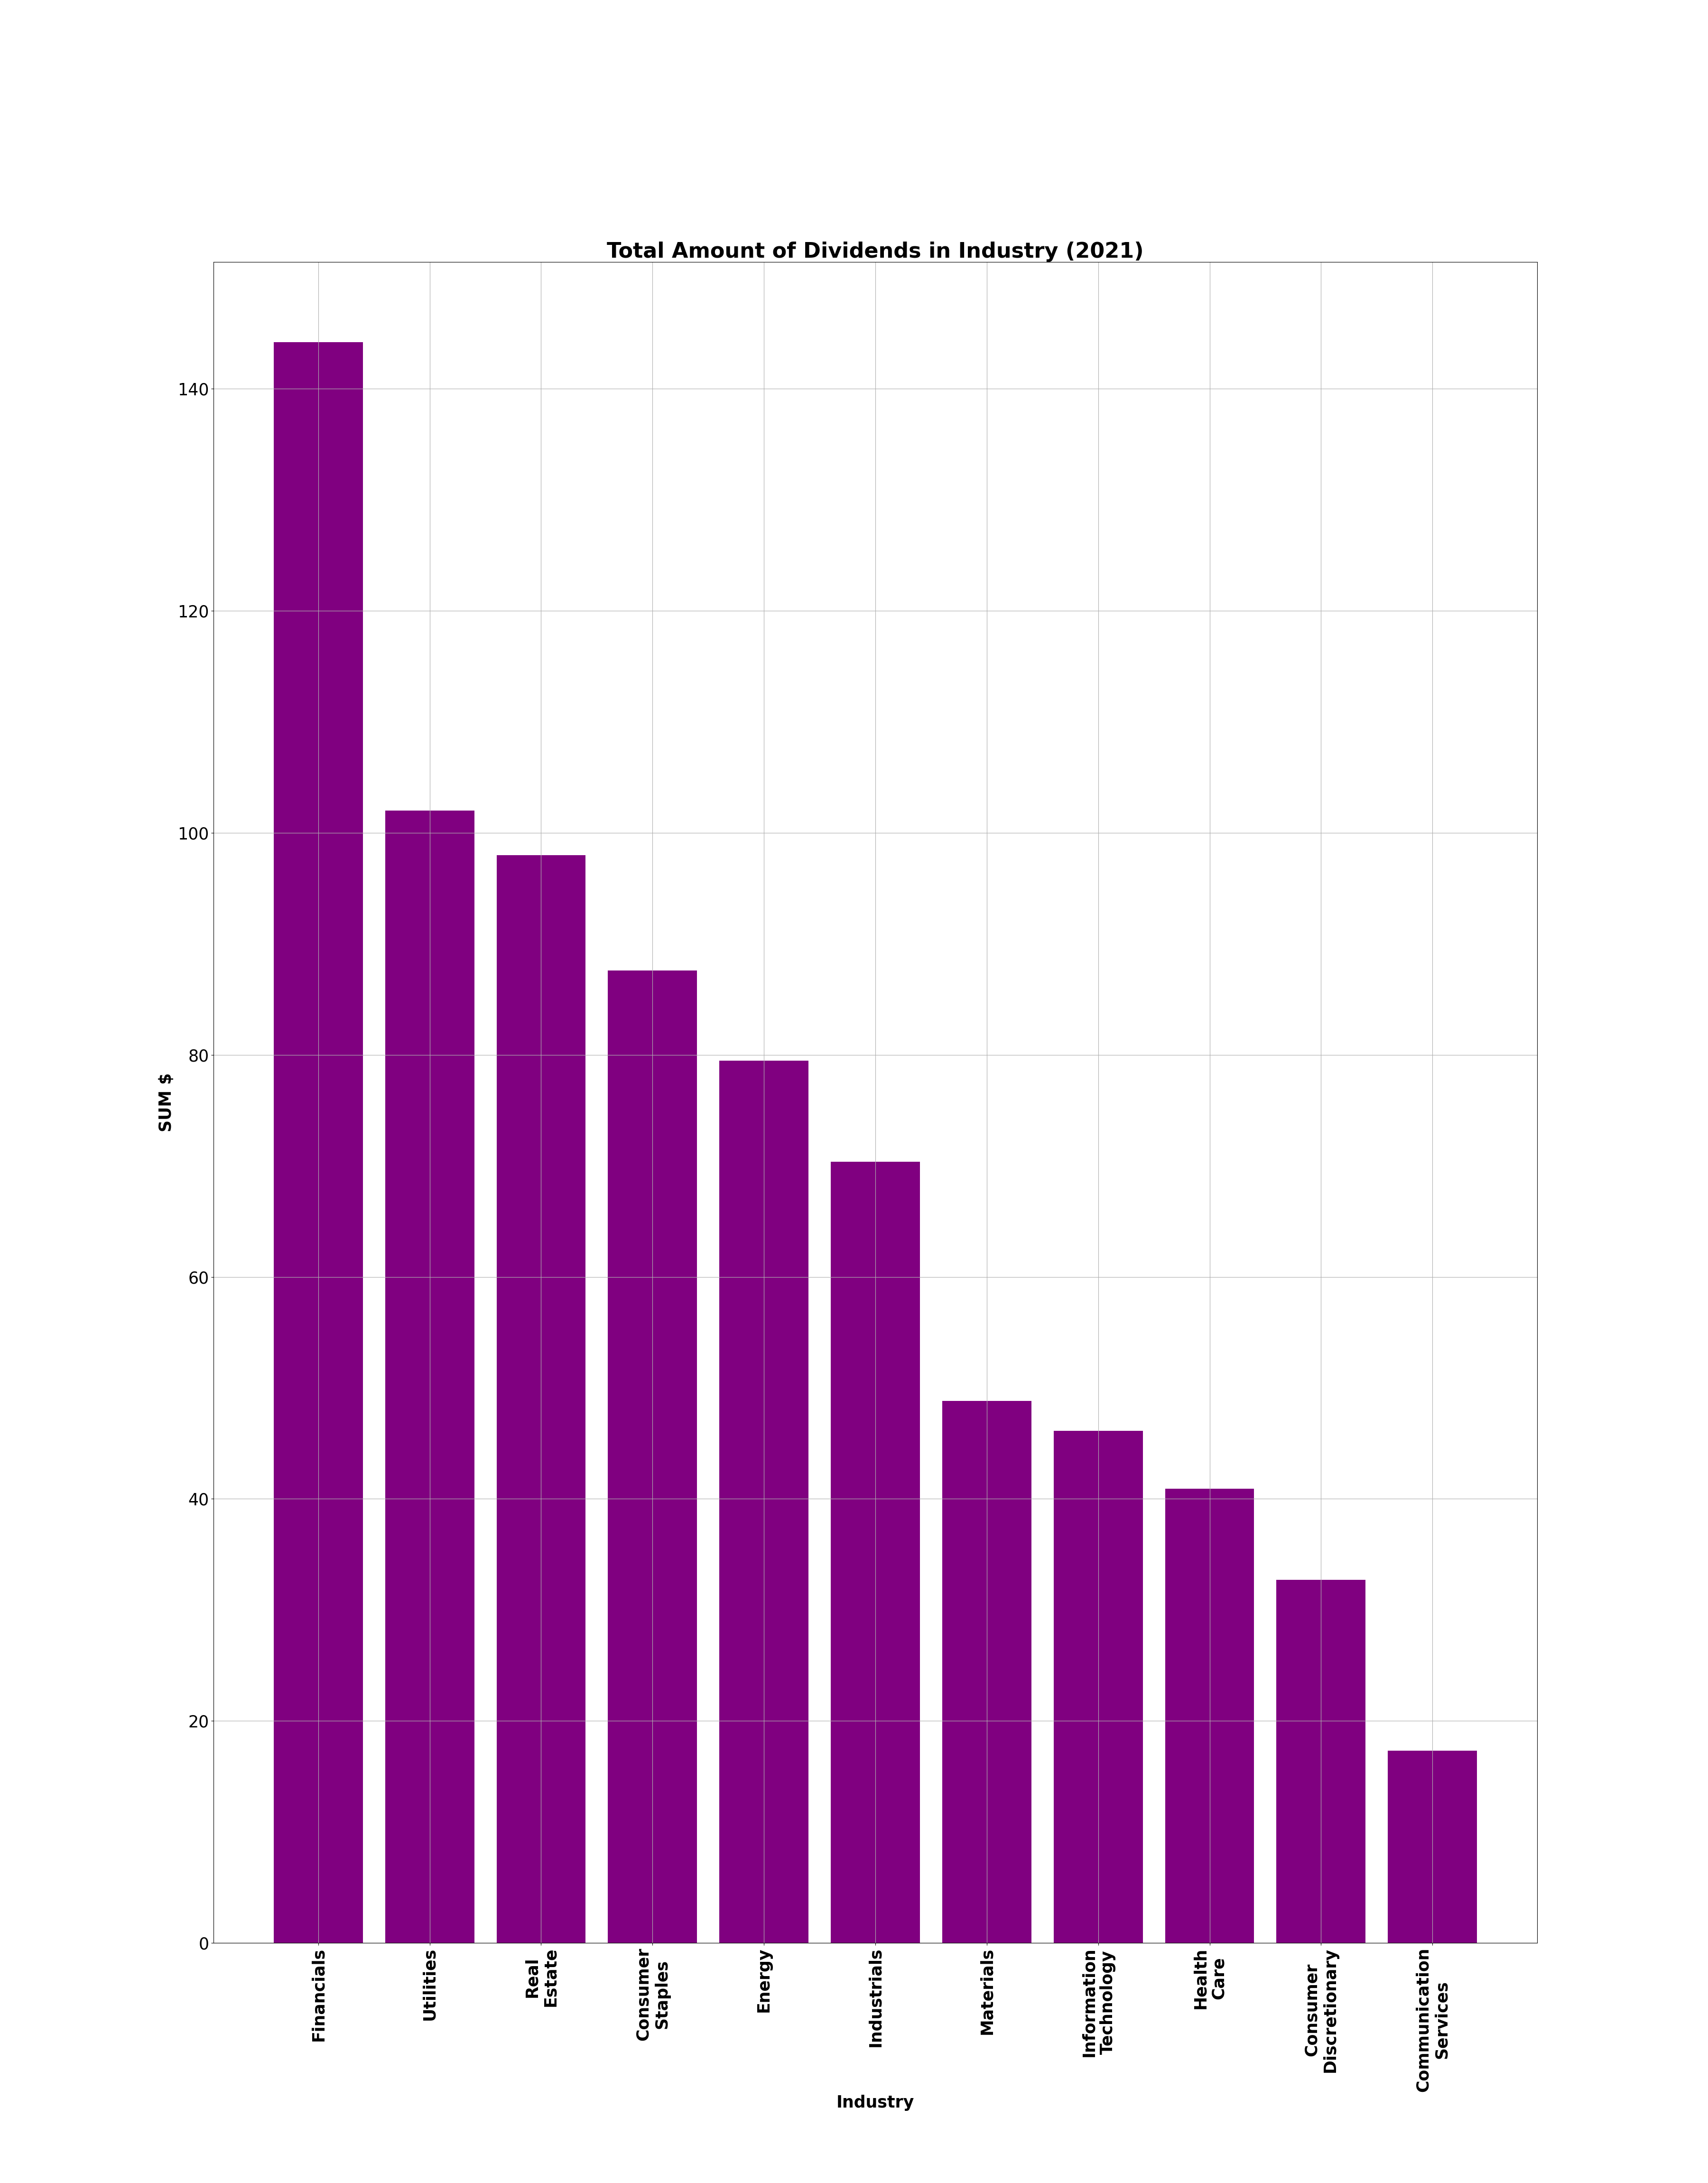 Total Amount of Dividends in Industry (2021)
140
120
100
80
60
40
20
0
SUM $
Financials
Utilities
Real
Estate
Consumer
Staples
Energy
Industrials
Materials
Information
Technology
Health
Care
Consumer
Discretionary
Communication
Services
Industry